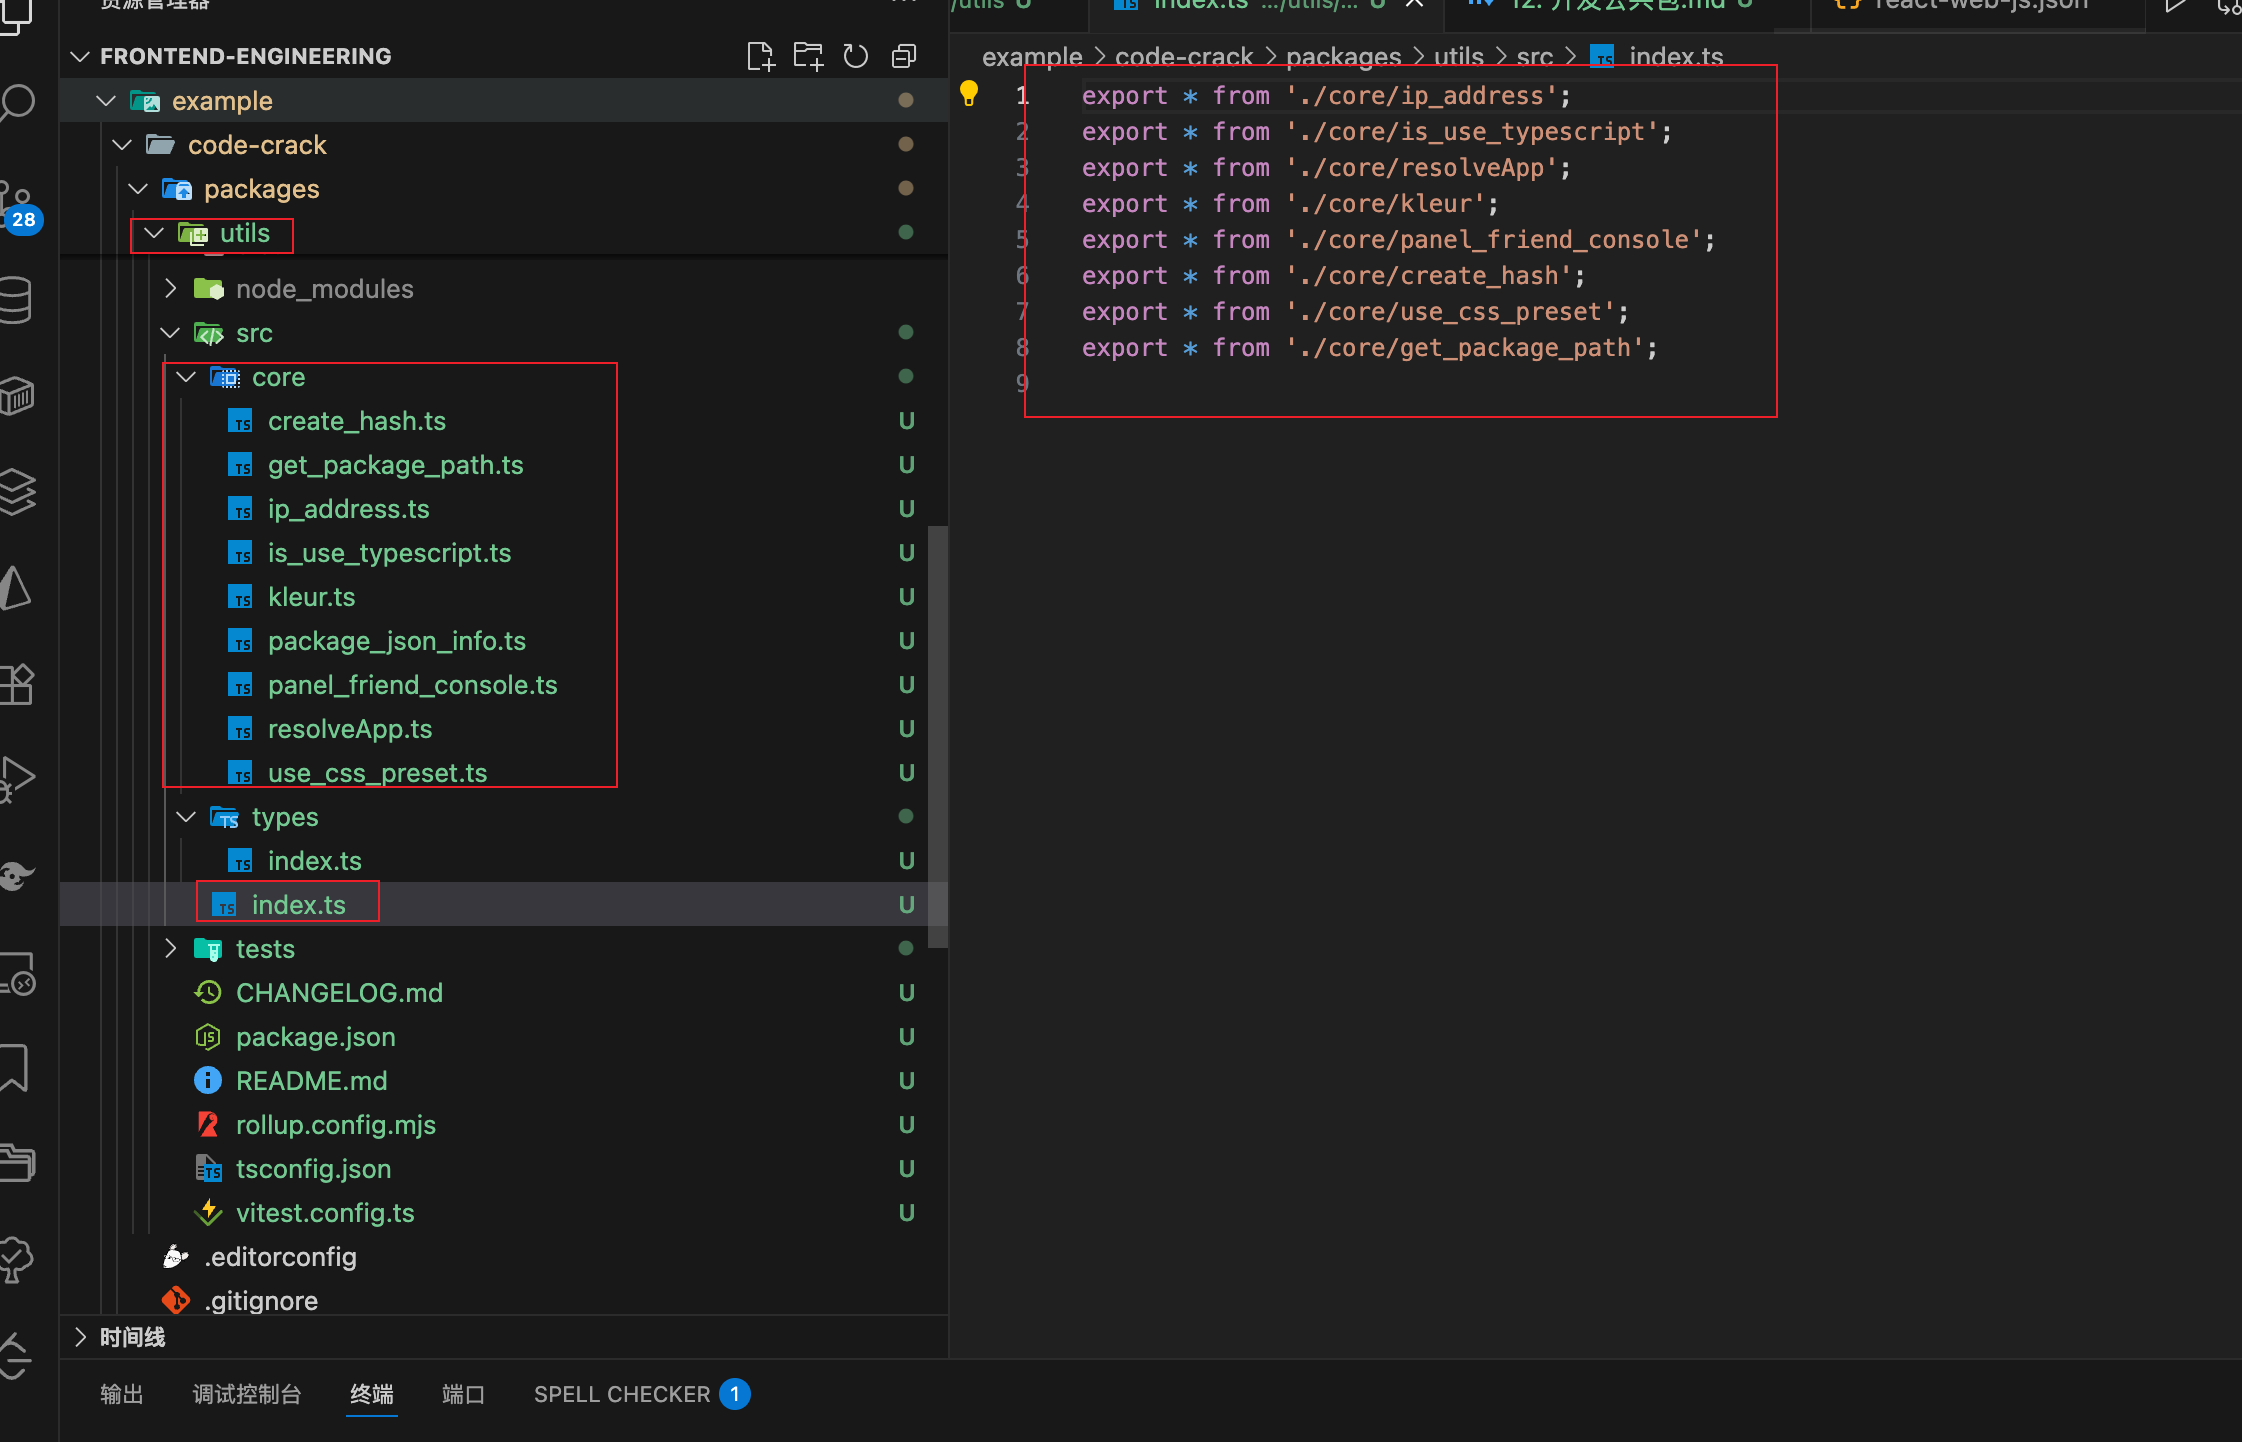 资源管理器
FRONTEND-ENGINEERING
example
code-crack
packages
utils
node_modules
src
core
create_hash.ts U
get_package_path.ts U
ip_address.ts U
is_use_typescript.ts U
kleur.ts U
package_json_info.ts U
panel_friend_console.ts U
resolveApp.ts U
use_css_preset.ts U
types
index.ts U
index.ts U
tests
CHANGELOG.md U
package.json U
README.md U
rollup.config.mjs U
tsconfig.json U
vitest.config.ts U
.editorconfig
.gitignore
时间线
28
/utils U index.ts .../utils/... U 12. 开发公共包.md U react-web-js.json
example > code-crack > packages > utils > src > index.ts
1 export * from './core/ip_address';
2 export * from './core/is_use_typescript';
3 export * from './core/resolveApp';
4 export * from './core/kleur';
5 export * from './core/panel_friend_console';
6 export * from './core/create_hash';
7 export * from './core/use_css_preset';
8 export * from './core/get_package_path';
9
输出 调试控制台 终端 端口 SPELL CHECKER 1